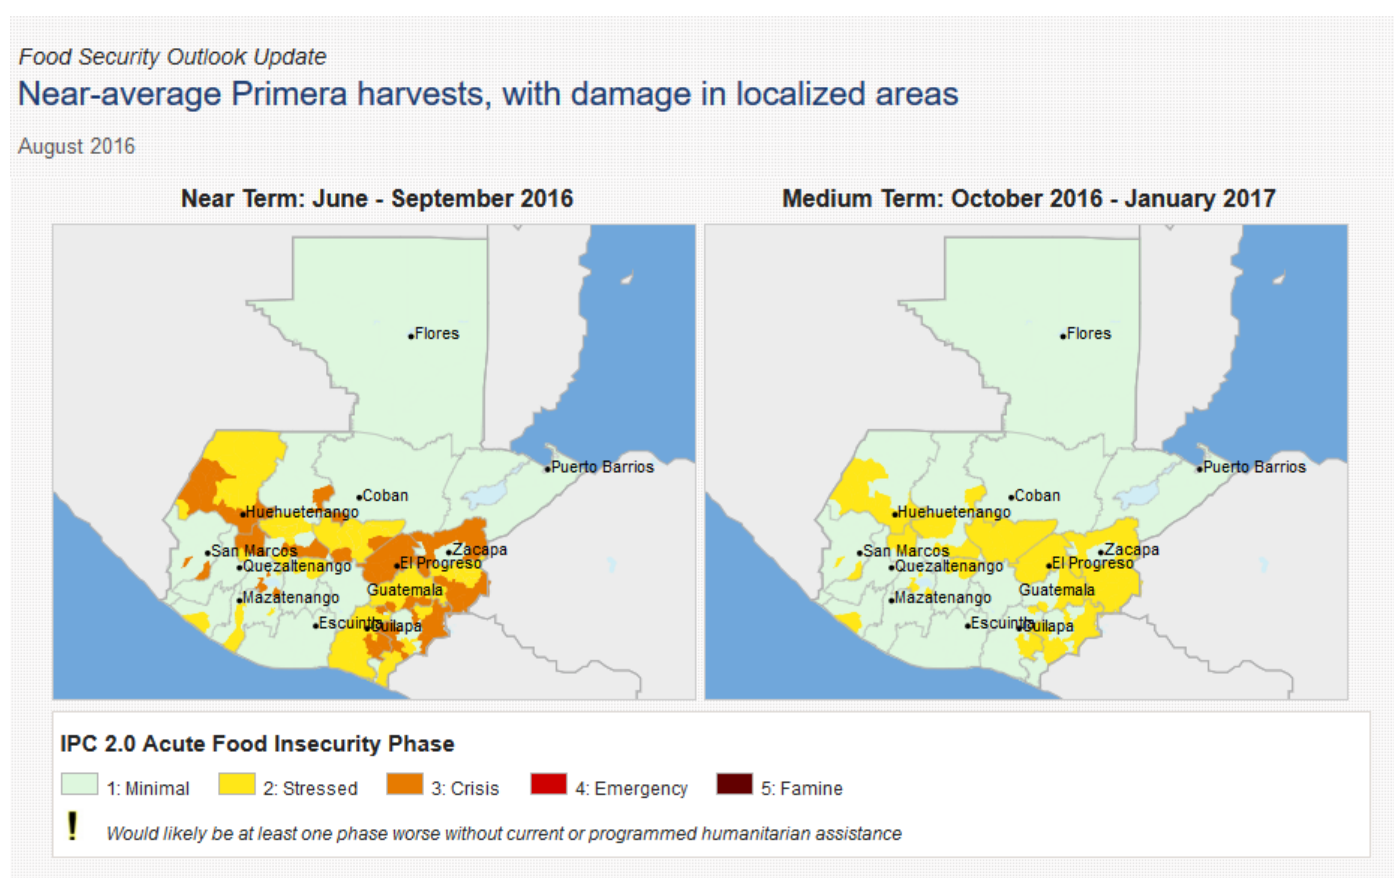 Food Security Outlook Update
Near-average Primera harvests, with damage in localized areas
August 2016
Near Term: June - September 2016
Medium Term: October 2016 - January 2017
Flores
Puerto Barrios
Coban
Huehuetenango
San Marcos
Zacapa
Quezaltenango
El Progreso
Guatemala
Mazatenango
Escuintla
Cuilapa
Flores
Puerto Barrios
Coban
Huehuetenango
San Marcos
Zacapa
Quezaltenango
El Progreso
Guatemala
Mazatenango
Escuintla
Cuilapa
IPC 2.0 Acute Food Insecurity Phase
1: Minimal 2: Stressed 3: Crisis 4: Emergency 5: Famine
! Would likely be at least one phase worse without current or programmed humanitarian assistance